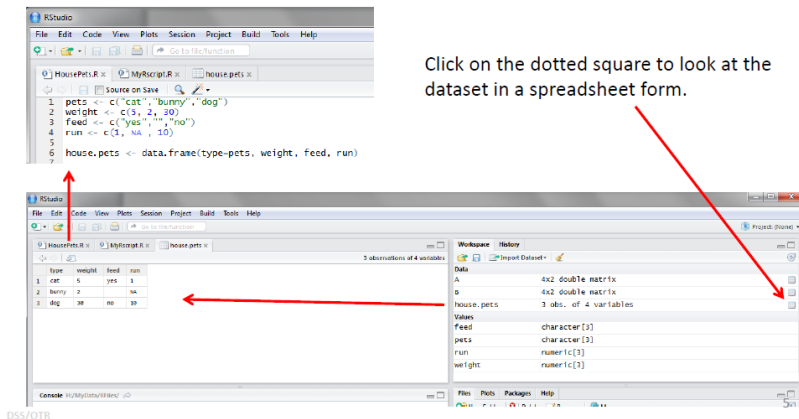 RStudio
File Edit Code View Plots Session Project Build Tools Help
Go to file/function
HousePets.R × MyRscript.R × house.pets ×
Source on Save
1 pets <- c("cat","bunny","dog")
2 weight <- c(5, 2, 30)
3 feed <- c("yes","","no")
4 run <- c(1, NA , 10)
5
6 house.pets <- data.frame(type=pets, weight, feed, run)
7
Click on the dotted square to look at the
dataset in a spreadsheet form.
RStudio
File Edit Code View Plots Session Project Build Tools Help
Go to file/function
Project: (None)
HousePets.R × MyRscript.R × house.pets ×
3 observations of 4 variables
type weight feed run
1 cat 5 yes 1
2 bunny 2 NA
3 dog 30 no 10
Workspace History
Import Dataset
Data
A 4x2 double matrix
B 4x2 double matrix
house.pets 3 obs. of 4 variables
Values
feed character[3]
pets character[3]
run numeric[3]
weight numeric[3]
Console H:/MyData/
Files Plots Packages Help
5
DSS/OTR